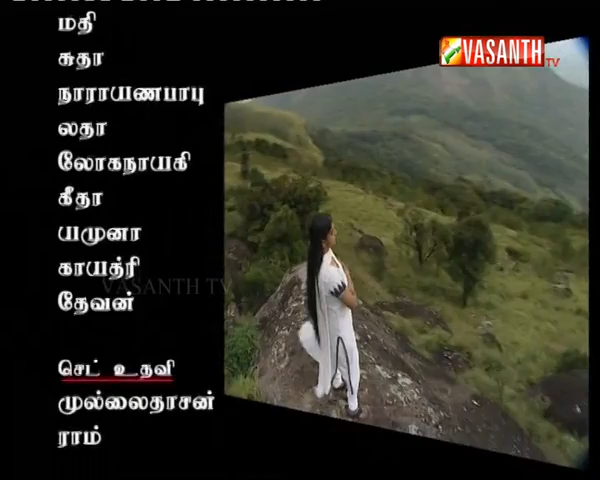 மதி
சுதா
நாராயணபாபு
லதா
லோகநாயகி
கீதா
யமுனா
காயத்ரி
தேவன்
செட் உதவி
முல்லைதாசன்
ராம்
VASANTH TV
VASANTH TV